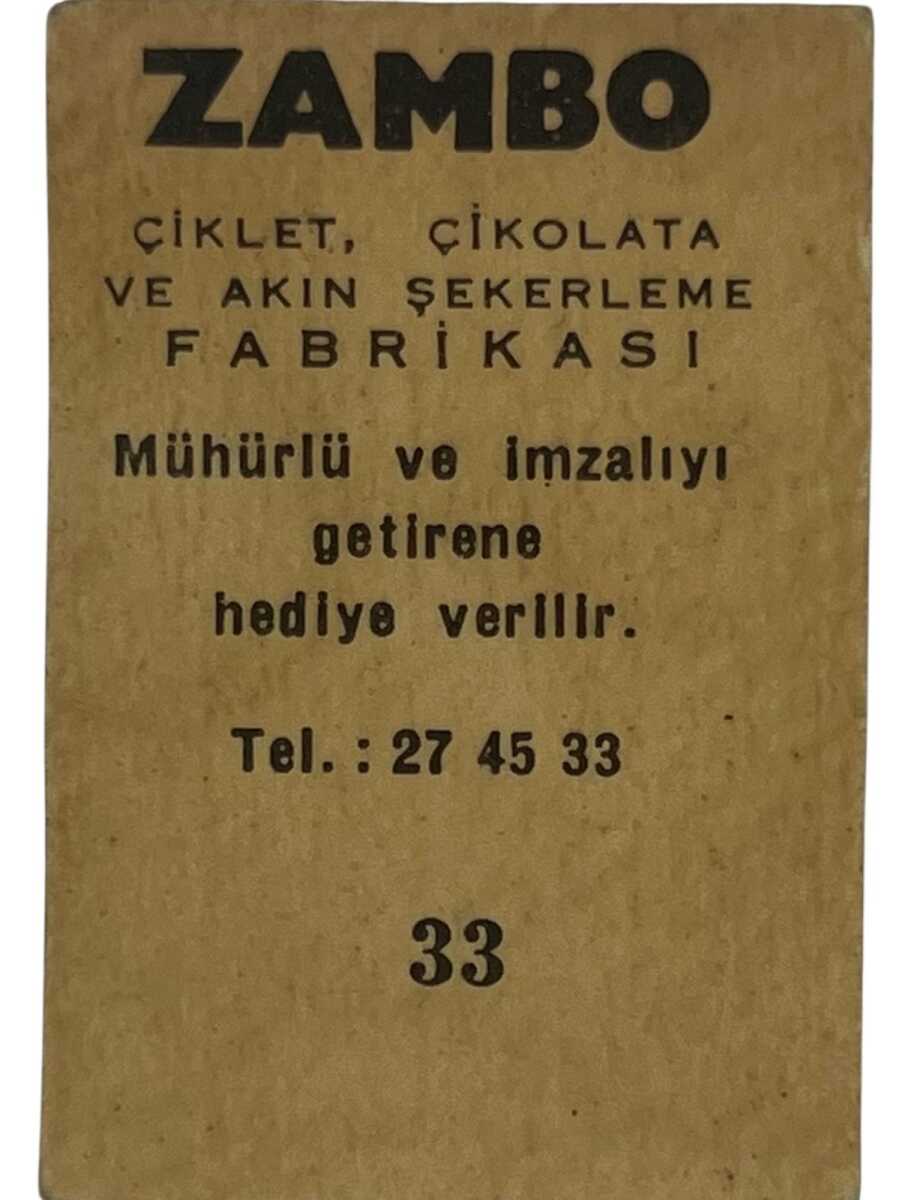 ZAMBO
ÇİKLET, ÇİKOLATA
VE AKIN ŞEKERLEME
FABRİKASI
Mühürlü ve imzalıyı
getirene
hediye verilir.
Tel. : 27 45 33
33